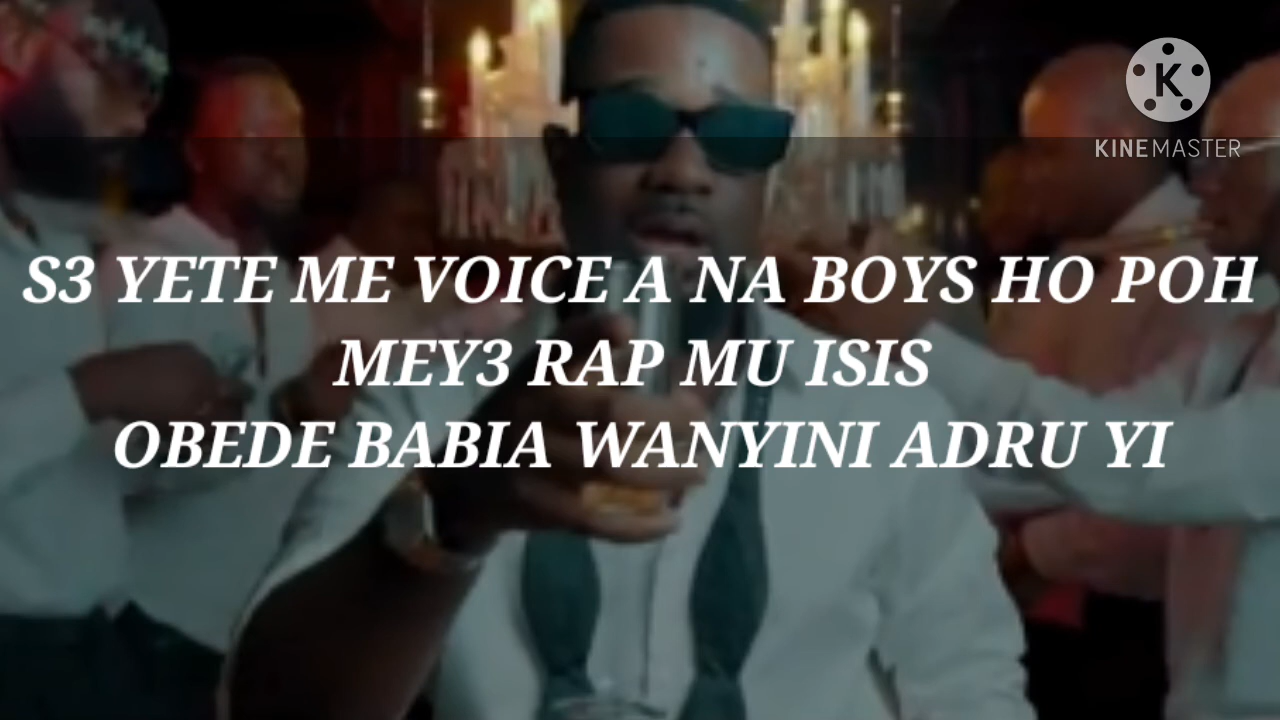 K
KINEMASTER
S3 YETE ME VOICE A NA BOYS HO POH
MEY3 RAP MU ISIS
OBEDE BABIA WANYINI ADRU YI